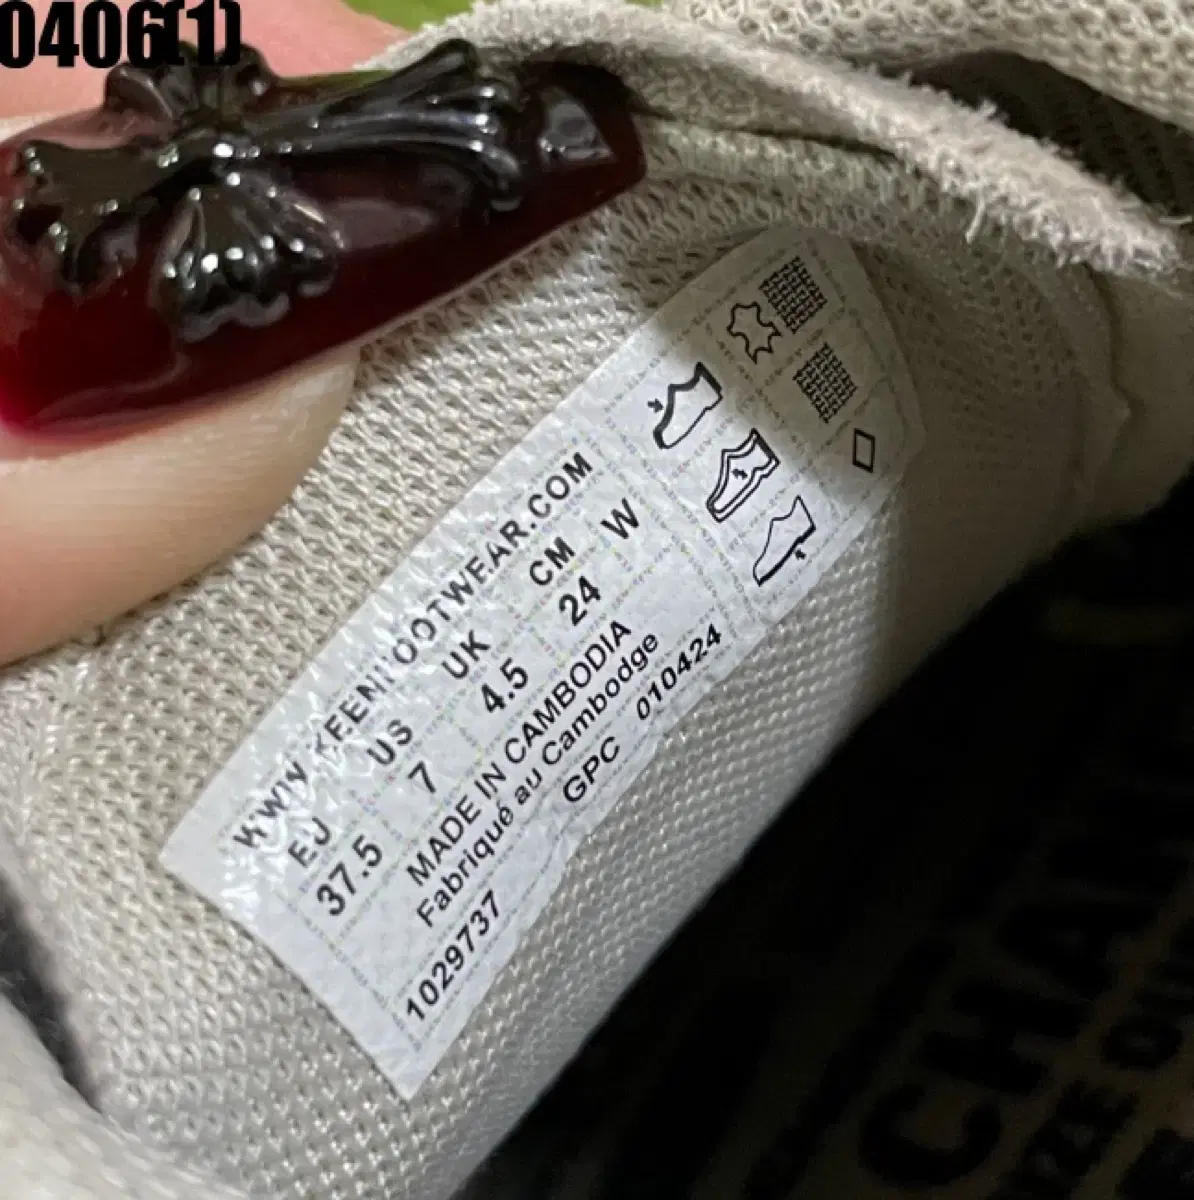 0406(1)
WWW.KEENFOOTWEAR.COM
EU US UK CM W
37.5 7 4.5 24
MADE IN CAMBODIA
Fabriqué au Cambodge
GPC 010424
1029737